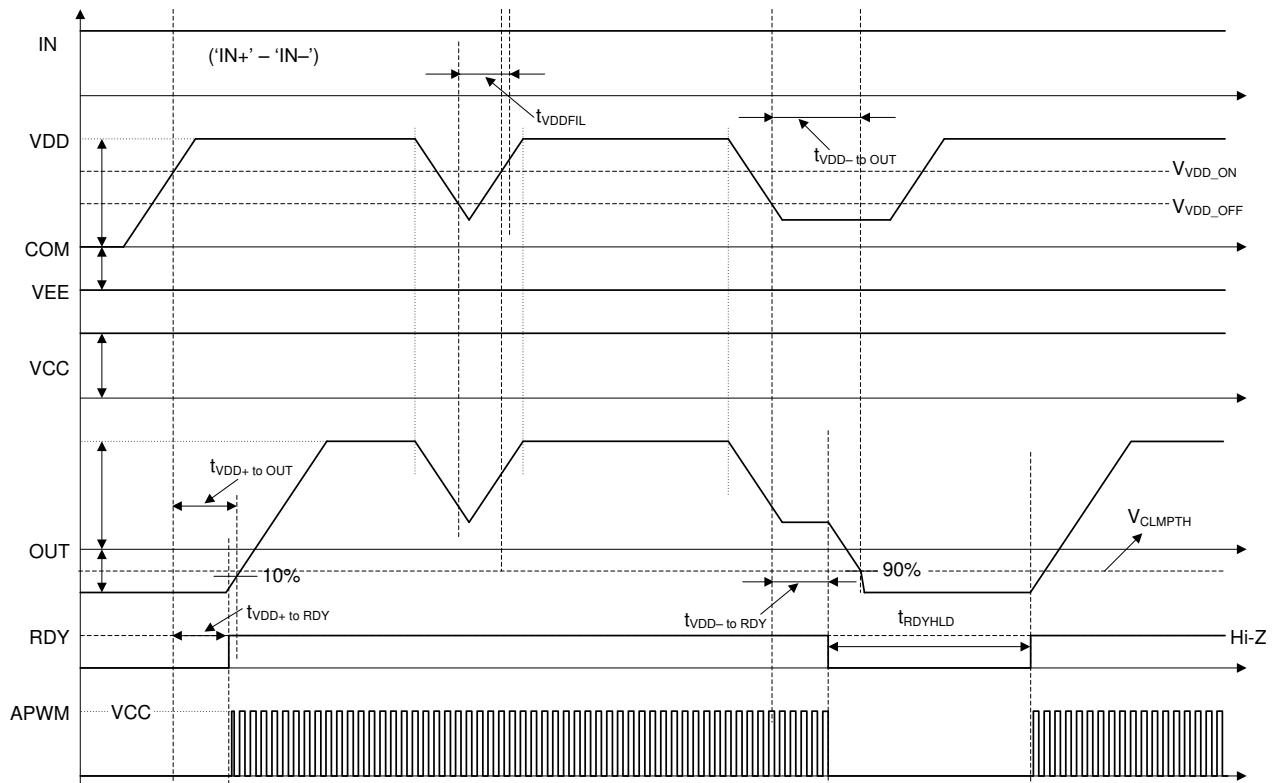 IN
('IN+' – 'IN–')
tVDDFIL
VDD
tVDD– to OUT
VVDD_ON
VVDD_OFF
COM
VEE
VCC
tVDD+ to OUT
VCLMPTH
OUT
10%
90%
tVDD+ to RDY
tVDD– to RDY
tRDYHLD
RDY
Hi-Z
APWM
VCC